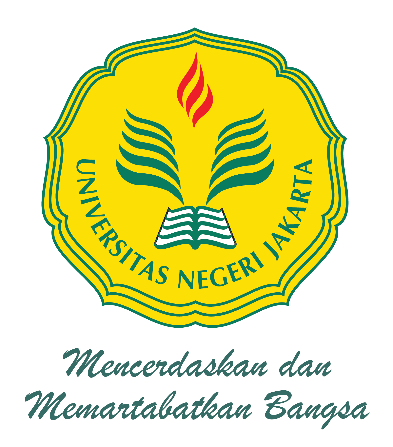 UNIVERSITAS NEGERI JAKARTA
Mencerdaskan dan
Memartabatkan Bangsa